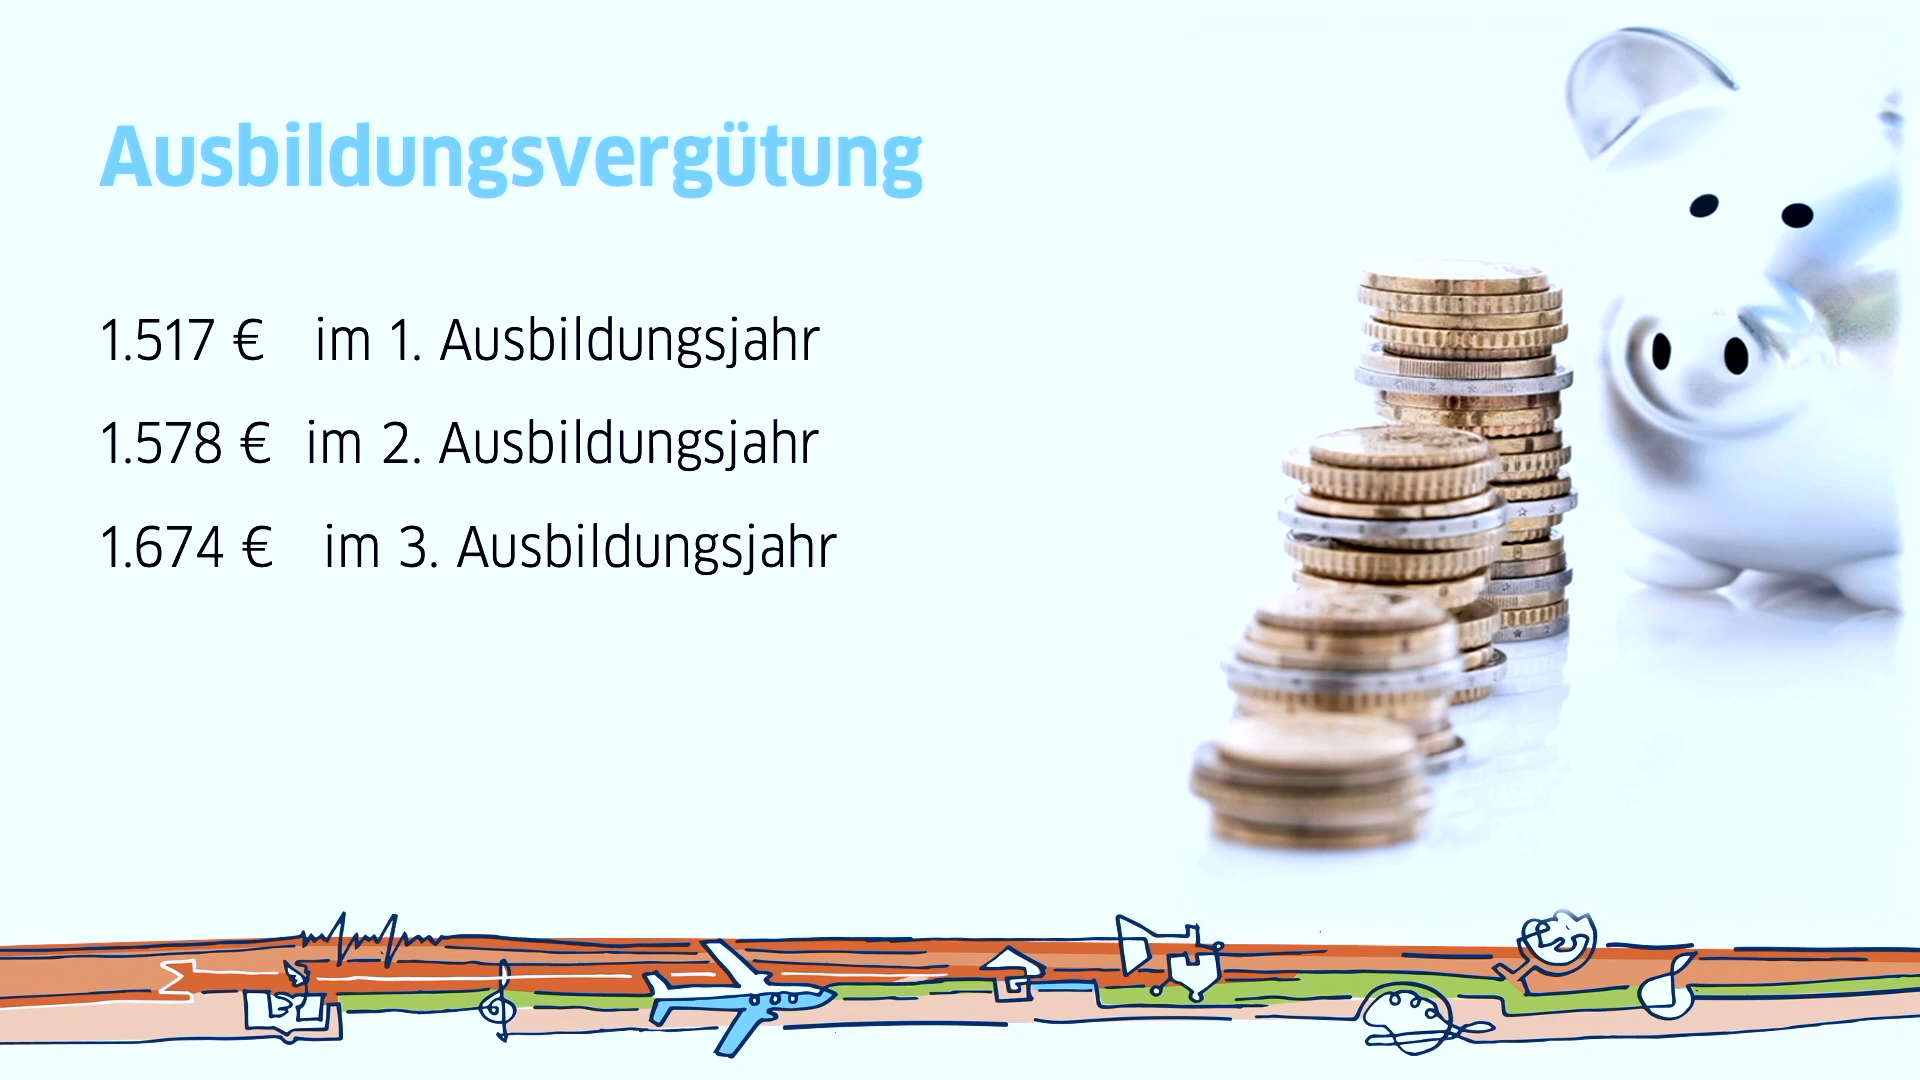 Ausbildungsvergütung
1.517 € im 1. Ausbildungsjahr
1.578 € im 2. Ausbildungsjahr
1.674 € im 3. Ausbildungsjahr